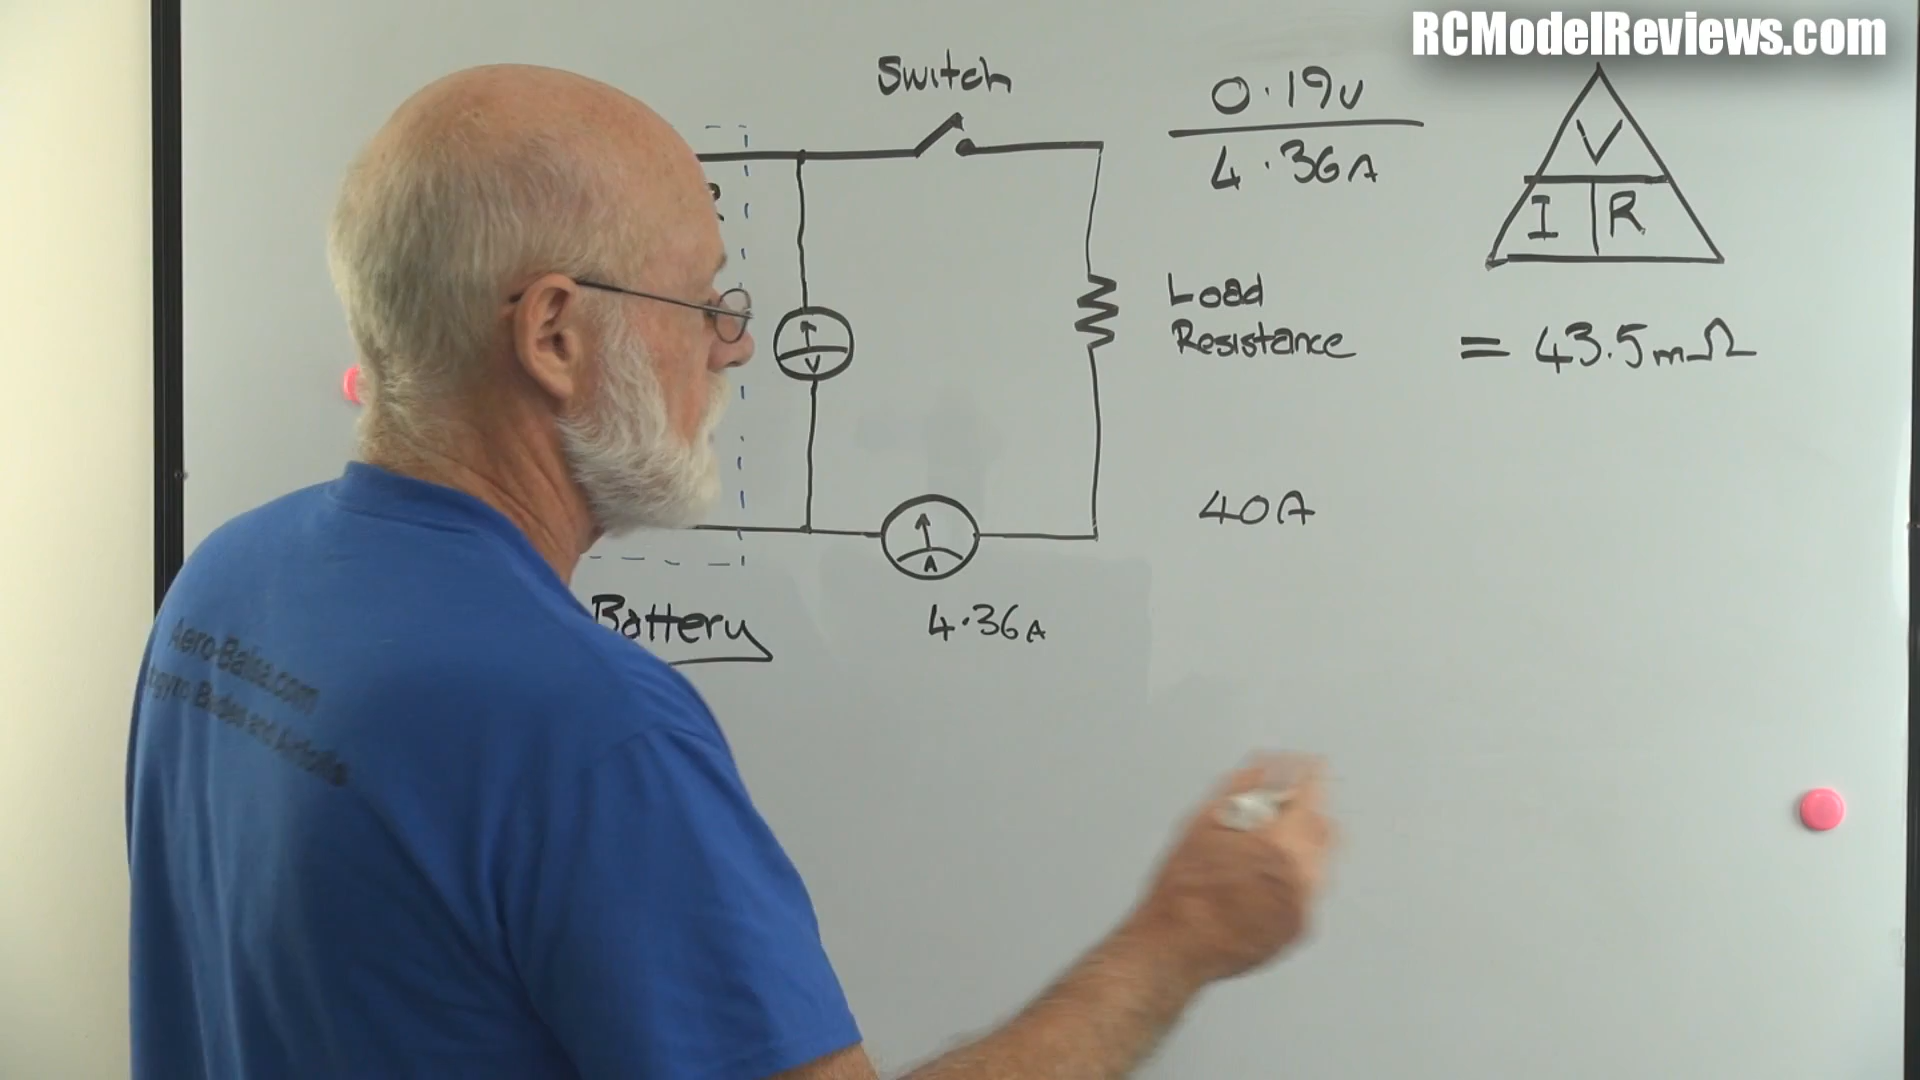 RCModelReviews.com
Switch
0.19v
4.36A
V
I R
Load
Resistance
= 43.5mΩ
V
40A
A
Battery
4.36A
Aero-Balsa.com